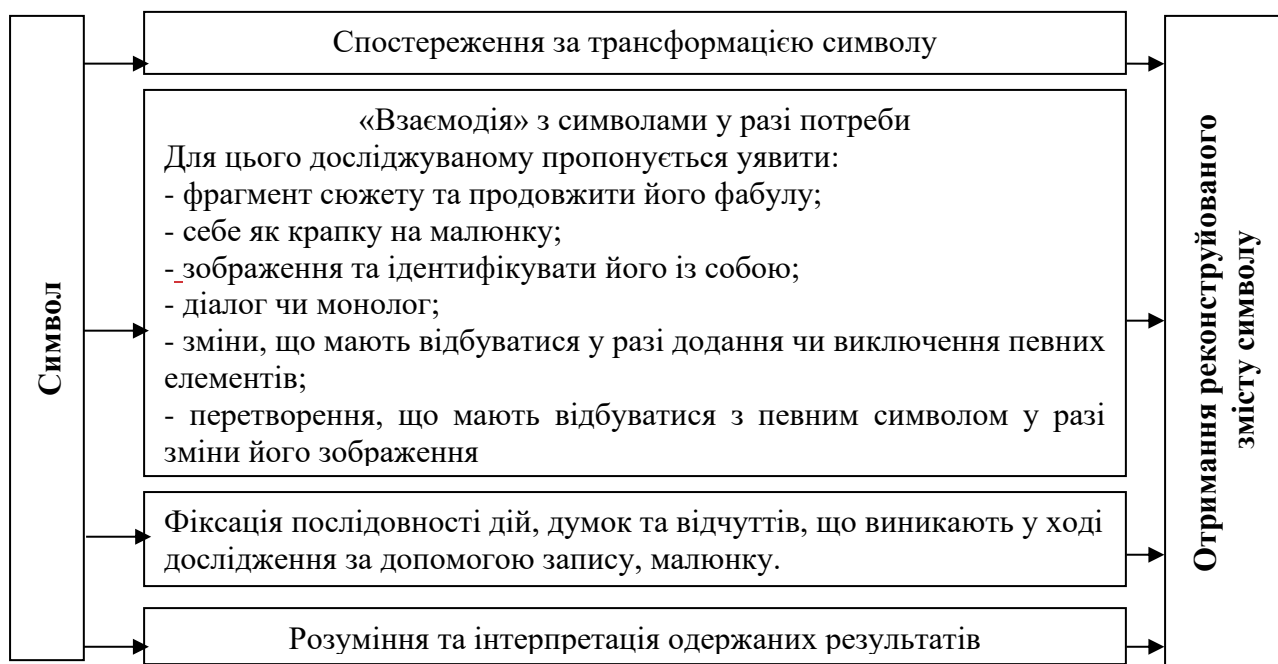 Символ
Спостереження за трансформацією символу
«Взаємодія» з символами у разі потреби
Для цього досліджуваному пропонується уявити:
- фрагмент сюжету та продовжити його фабулу;
- себе як крапку на малюнку;
- зображення та ідентифікувати його із собою;
- діалог чи монолог;
- зміни, що мають відбуватися у разі додання чи виключення певних
елементів;
- перетворення, що мають відбуватися з певним символом у разі
зміни його зображення
Фіксація послідовності дій, думок та відчуттів, що виникають у ході
дослідження за допомогою запису, малюнку.
Розуміння та інтерпретація одержаних результатів
Отримання реконструйованого
змісту символу